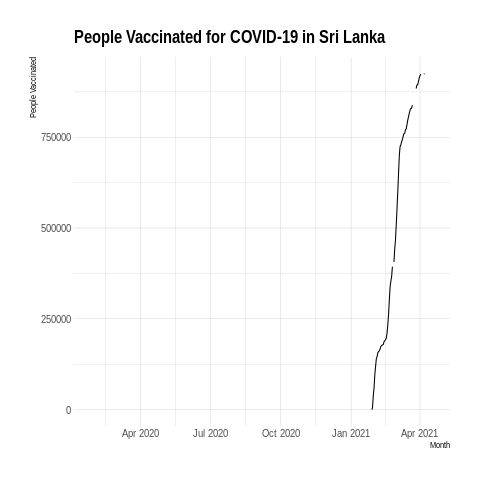 People Vaccinated for COVID-19 in Sri Lanka
People Vaccinated
750000
500000
250000
0
Apr 2020 Jul 2020 Oct 2020 Jan 2021 Apr 2021
Month